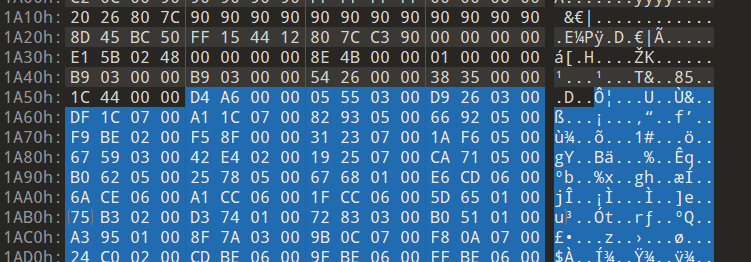 1A10h: 20 26 80 7C 90 90 90 90 90 90 90 90 90 90 90 90  &€|............
1A20h: 8D 45 BC 50 FF 15 44 12 80 7C C3 90 00 00 00 00 .E¼Pÿ.D.€|Ã.....
1A30h: E1 5B 02 48 00 00 00 00 8E 4B 00 00 01 00 00 00 á[.H....ŽK......
1A40h: B9 03 00 00 B9 03 00 00 54 26 00 00 38 35 00 00 ¹...¹...T&..85..
1A50h: 1C 44 00 00 D4 A6 00 00 05 55 03 00 D9 26 03 00 .D..Ô¦...U..Ù&..
1A60h: DF 1C 07 00 A1 1C 07 00 82 93 05 00 66 92 05 00 ß...¡...‚“..f’..
1A70h: F9 BE 02 00 F5 8F 00 00 31 23 07 00 1A F6 05 00 ù¾..õ...1#...ö..
1A80h: 67 59 03 00 42 E4 02 00 19 25 07 00 CA 71 05 00 gY..Bä...%..Êq..
1A90h: B0 62 05 00 25 78 05 00 67 68 01 00 E6 CD 06 00 °b..%x..gh..æÍ..
1AA0h: 6A CE 06 00 A1 CC 06 00 1F CC 06 00 5D 65 01 00 jÎ..¡Ì...Ì..]e..
1AB0h: 75 B3 02 00 D3 74 01 00 72 83 03 00 B0 51 01 00 u³..Ót..rƒ..°Q..
1AC0h: A3 95 01 00 8F 7A 03 00 9B 0C 07 00 F8 0A 07 00 £•...z..›...ø...